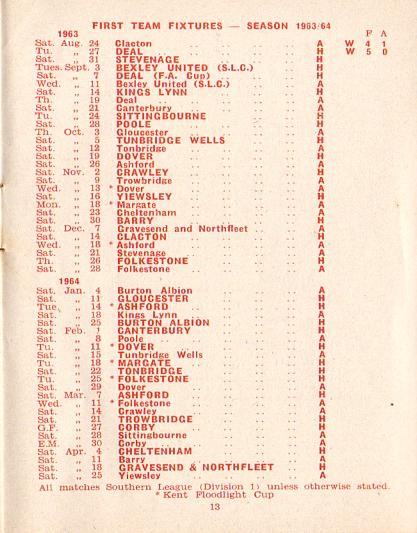 FIRST TEAM FIXTURES — SEASON 1963/64
1963 F A
Sat. Aug. 24 Clacton .. .. .. .. A W 4 1
Tu. „ 27 DEAL .. .. .. .. H W 5 0
Sat. „ 31 STEVENAGE .. .. .. H
Tues. Sept. 3 BEXLEY UNITED (S.L.C.) .. .. H
Sat. „ 7 DEAL (F.A. Cup) .. .. .. H
Wed. „ 11 Bexley United (S.L.C.) .. .. A
Sat. „ 14 KINGS LYNN .. .. .. H
Th. „ 19 Deal .. .. .. .. A
Sat. „ 21 Canterbury .. .. .. A
Tu. „ 24 SITTINGBOURNE .. .. .. H
Sat. „ 28 POOLE .. .. .. .. H
Th. Oct. 3 Gloucester .. .. .. A
Sat. „ 5 TUNBRIDGE WELLS .. .. H
Sat. „ 12 Tonbridge .. .. .. A
Sat. „ 19 DOVER .. .. .. .. H
Sat. „ 26 Ashford .. .. .. .. A
Sat. Nov. 2 CRAWLEY .. .. .. H
Sat. „ 9 Trowbridge .. .. .. A
Wed. „ 13 * Dover .. .. .. .. A
Sat. „ 16 YIEWSLEY .. .. .. H
Mon. „ 18 * Margate .. .. .. A
Sat. „ 23 Cheltenham .. .. .. A
Sat. „ 30 BARRY .. .. .. .. H
Sat. Dec. 7 Gravesend and Northfleet .. .. A
Sat. „ 14 CLACTON .. .. .. H
Wed. „ 18 * Ashford .. .. .. A
Sat. „ 21 Stevenage .. .. .. A
Th. „ 26 FOLKESTONE .. .. .. H
Sat. „ 28 Folkestone .. .. .. A
1964
Sat. Jan. 4 Burton Albion .. .. .. A
Sat. „ 11 GLOUCESTER .. .. .. H
Tue. „ 14 * ASHFORD .. .. .. H
Sat. „ 18 Kings Lynn .. .. .. A
Sat. „ 25 BURTON ALBION .. .. .. H
Sat. Feb. 1 CANTERBURY .. .. .. H
Sat. „ 8 Poole .. .. .. .. A
Tu. „ 11 * DOVER .. .. .. .. H
Sat. „ 15 Tunbridge Wells .. .. .. A
Tu. „ 18 * MARGATE .. .. .. H
Sat. „ 22 TONBRIDGE .. .. .. H
Tu. „ 25 * FOLKESTONE .. .. .. H
Sat. „ 29 Dover .. .. .. .. A
Sat. Mar. 7 ASHFORD .. .. .. H
Wed. „ 11 * Folkestone .. .. .. A
Sat. „ 14 Crawley .. .. .. A
Sat. „ 21 TROWBRIDGE .. .. .. H
G.F. „ 27 CORBY .. .. .. .. H
Sat. „ 28 Sittingbourne .. .. .. A
E.M. „ 30 Corby .. .. .. .. A
Sat. Apr. 4 CHELTENHAM .. .. .. H
Sat. „ 11 Barry .. .. .. .. A
Sat. „ 18 GRAVESEND & NORTHFLEET .. H
Sat. „ 25 Yiewsley .. .. .. A
All matches Southern League (Division 1) unless otherwise stated.
* Kent Floodlight Cup
13